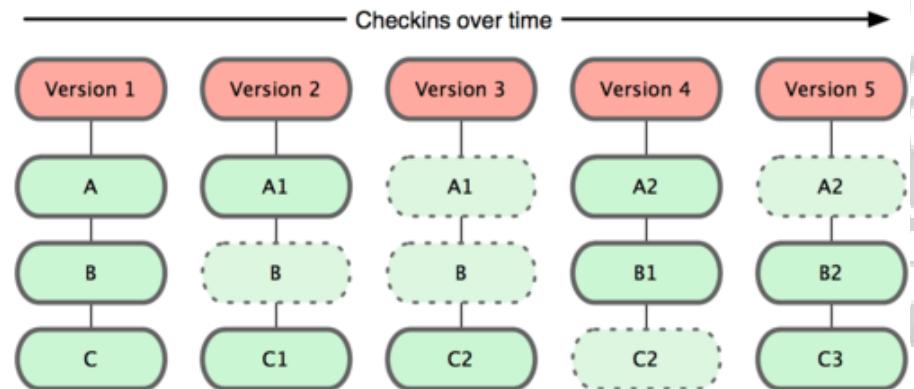 Checkins over time
Version 1 Version 2 Version 3 Version 4 Version 5
A A1 A1 A2 A2
B B B B1 B2
C C1 C2 C2 C3